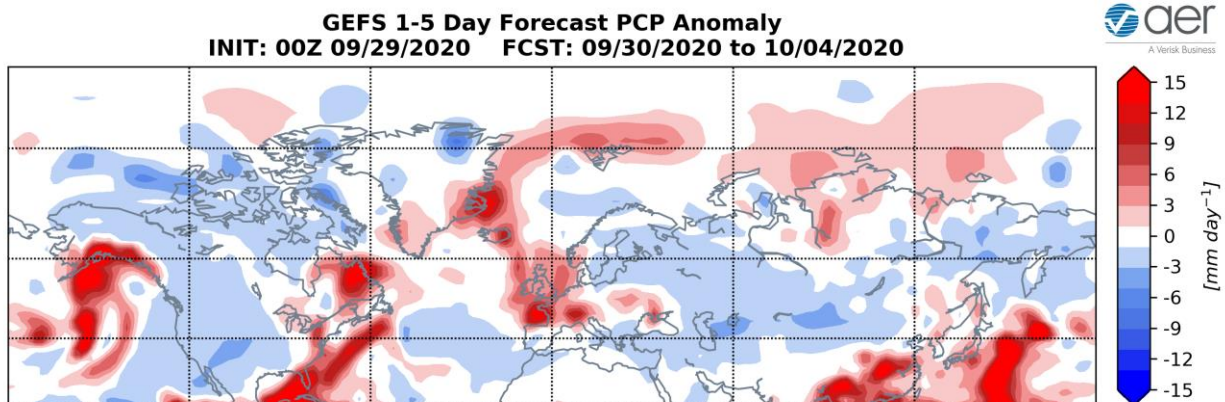 GEFS 1-5 Day Forecast PCP Anomaly
INIT: 00Z 09/29/2020    FCST: 09/30/2020 to 10/04/2020
aer
A Verisk Business
15
12
9
6
3
0
-3
-6
-9
-12
-15
[mm day⁻¹]